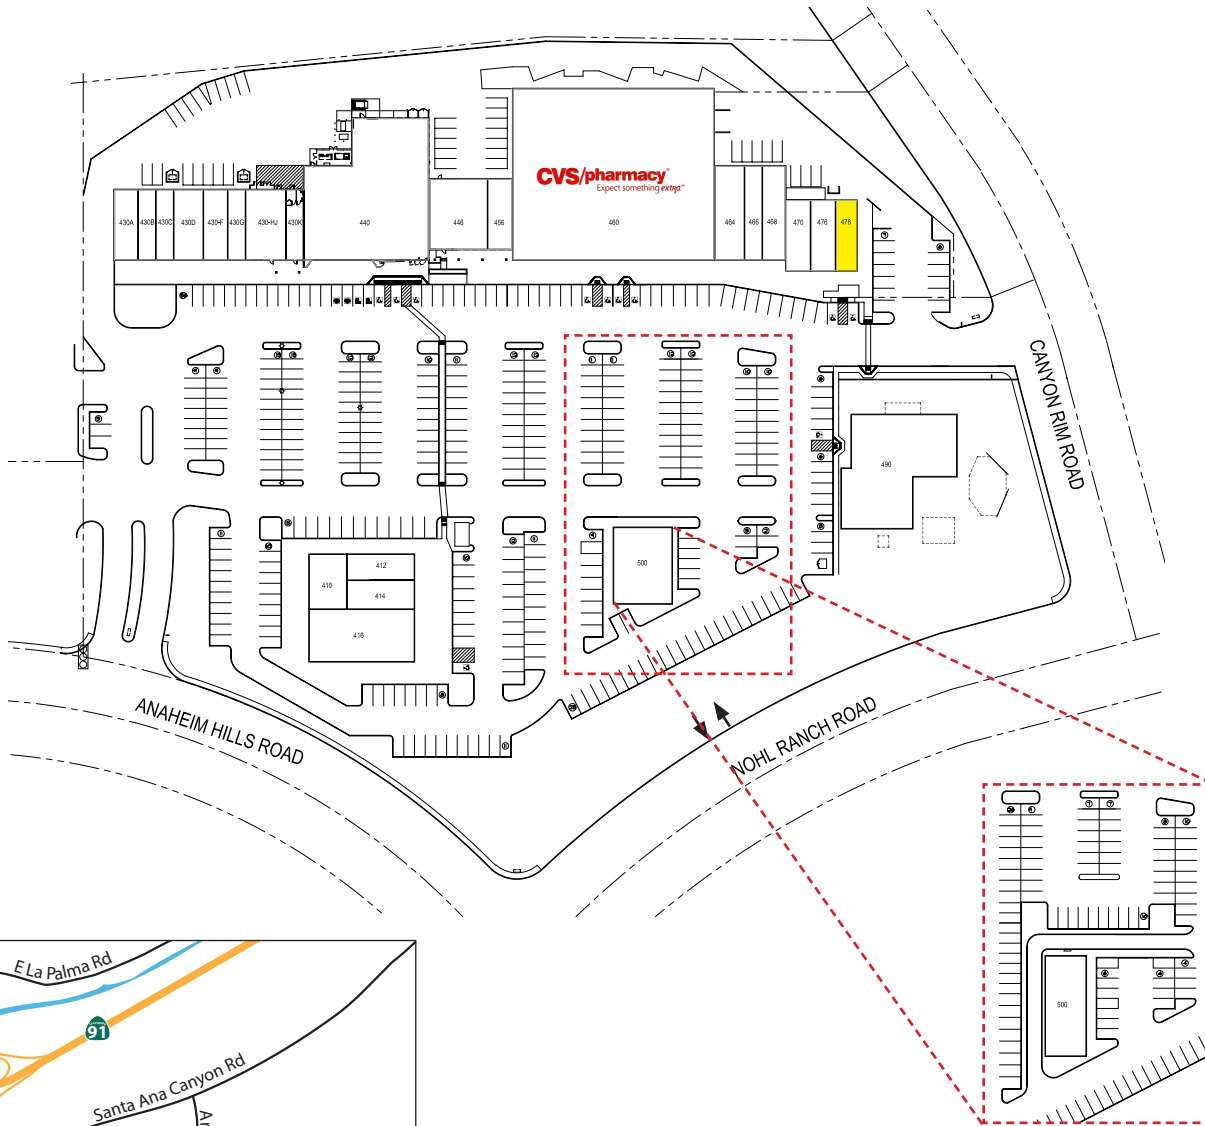 CVS/pharmacy
Expect something extra
430A
430B
430C
430D
430-F
430G
430-HJ
430K
440
446
456
460
464
466
468
470
476
478
CANYON RIM ROAD
490
410
412
414
416
500
ANAHEIM HILLS ROAD
NOHL RANCH ROAD
500
E La Palma Rd
91
Santa Ana Canyon Rd